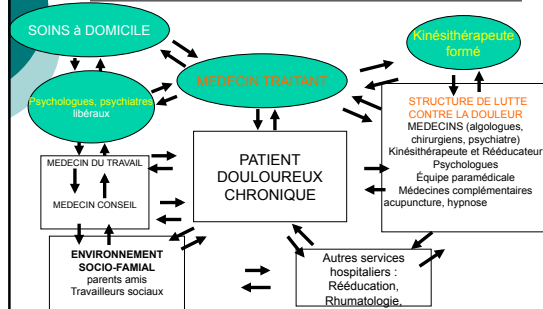 SOINS à DOMICILE
Kinésithérapeute
formé
MEDECIN TRAITANT
Psychologues, psychiatres
libéraux
STRUCTURE DE LUTTE
CONTRE LA DOULEUR
MEDECINS (algologues,
chirurgiens, psychiatre)
Kinésithérapeute et Rééducateur
Psychologues
Équipe paramédicale
Médecines complémentaires
acupuncture, hypnose
MEDECIN DU TRAVAIL
MEDECIN CONSEIL
PATIENT
DOULOUREUX
CHRONIQUE
ENVIRONNEMENT
SOCIO-FAMIAL
parents amis
Travailleurs sociaux
Autres services
hospitaliers :
Rééducation,
Rhumatologie,